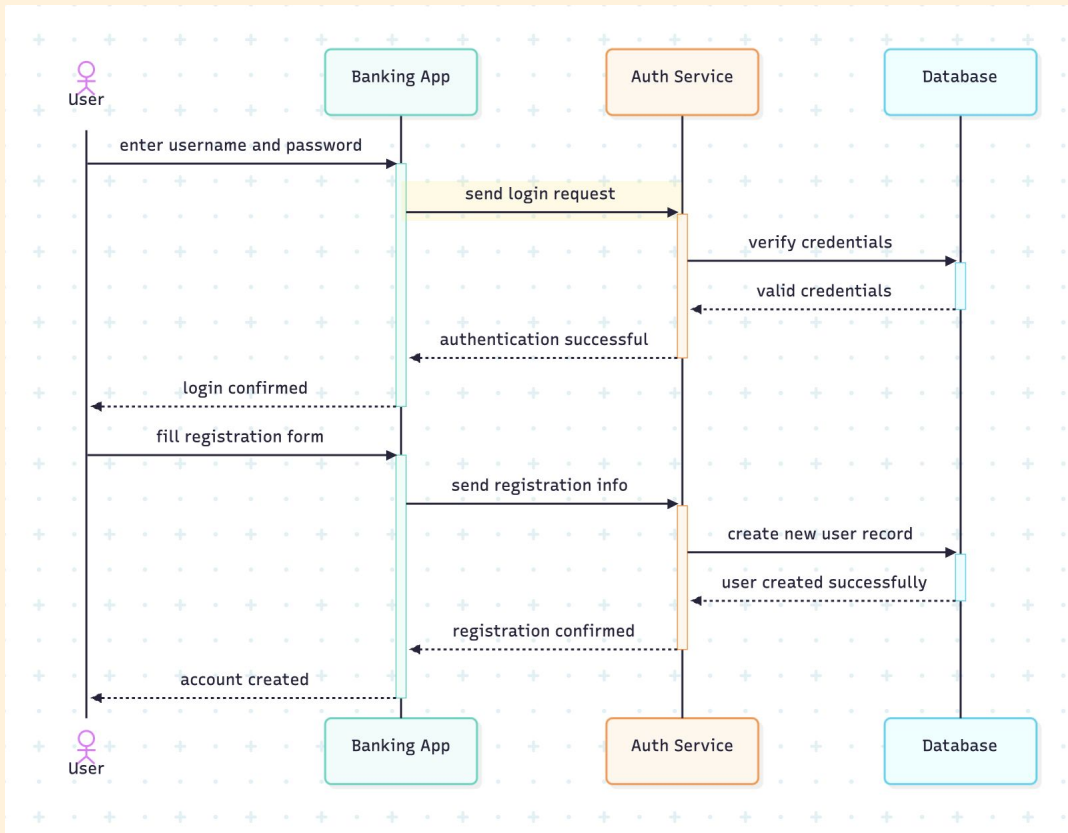 User
Banking App
Auth Service
Database
enter username and password
send login request
verify credentials
valid credentials
authentication successful
login confirmed
fill registration form
send registration info
create new user record
user created successfully
registration confirmed
account created
User
Banking App
Auth Service
Database